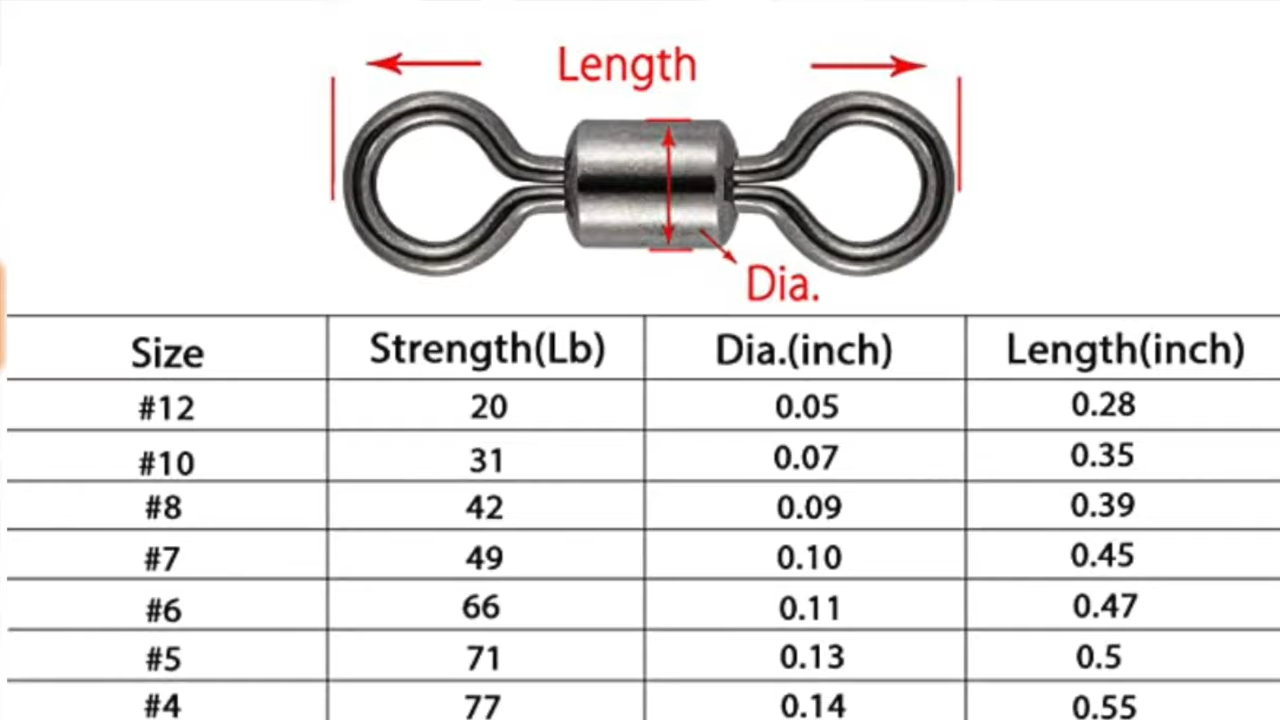 Length
Dia.
Size Strength(Lb) Dia.(inch) Length(inch)
#12 20 0.05 0.28
#10 31 0.07 0.35
#8 42 0.09 0.39
#7 49 0.10 0.45
#6 66 0.11 0.47
#5 71 0.13 0.5
#4 77 0.14 0.55